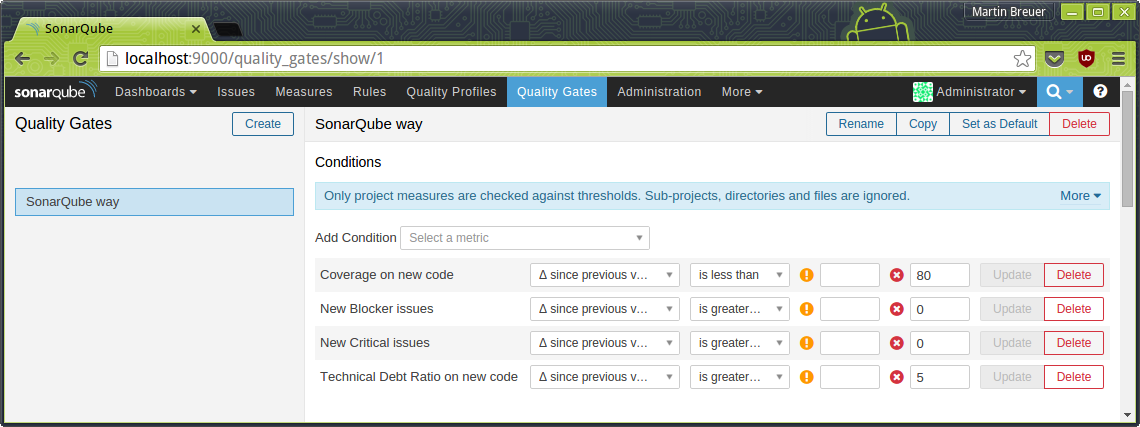 Martin Breuer
SonarQube
localhost:9000/quality_gates/show/1
sonarqube Dashboards Issues Measures Rules Quality Profiles Quality Gates Administration More Administrator
Quality Gates Create SonarQube way Rename Copy Set as Default Delete
Conditions
SonarQube way
Only project measures are checked against thresholds. Sub-projects, directories and files are ignored. More
Add Condition Select a metric
Coverage on new code Δ since previous v... is less than 80 Update Delete
New Blocker issues Δ since previous v... is greater... 0 Update Delete
New Critical issues Δ since previous v... is greater... 0 Update Delete
Technical Debt Ratio on new code Δ since previous v... is greater... 5 Update Delete